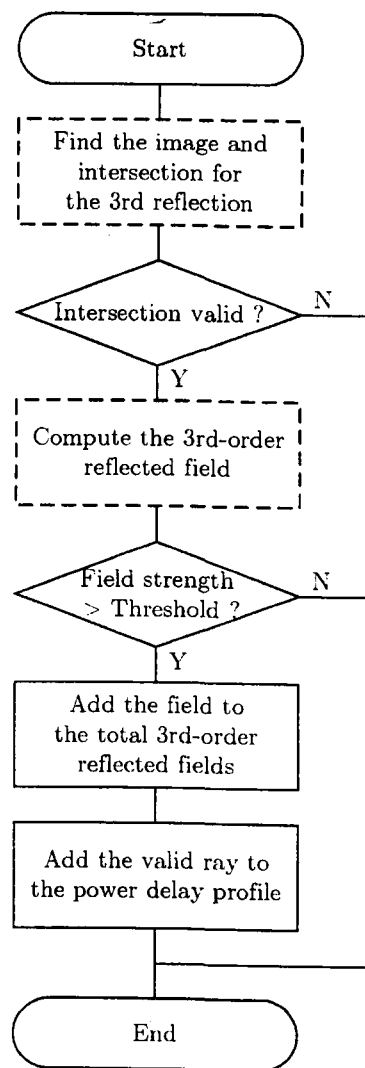 Start
Find the image and
intersection for
the 3rd reflection
Intersection valid ?
N
Y
Compute the 3rd-order
reflected field
Field strength
> Threshold ?
N
Y
Add the field to
the total 3rd-order
reflected fields
Add the valid ray to
the power delay profile
End